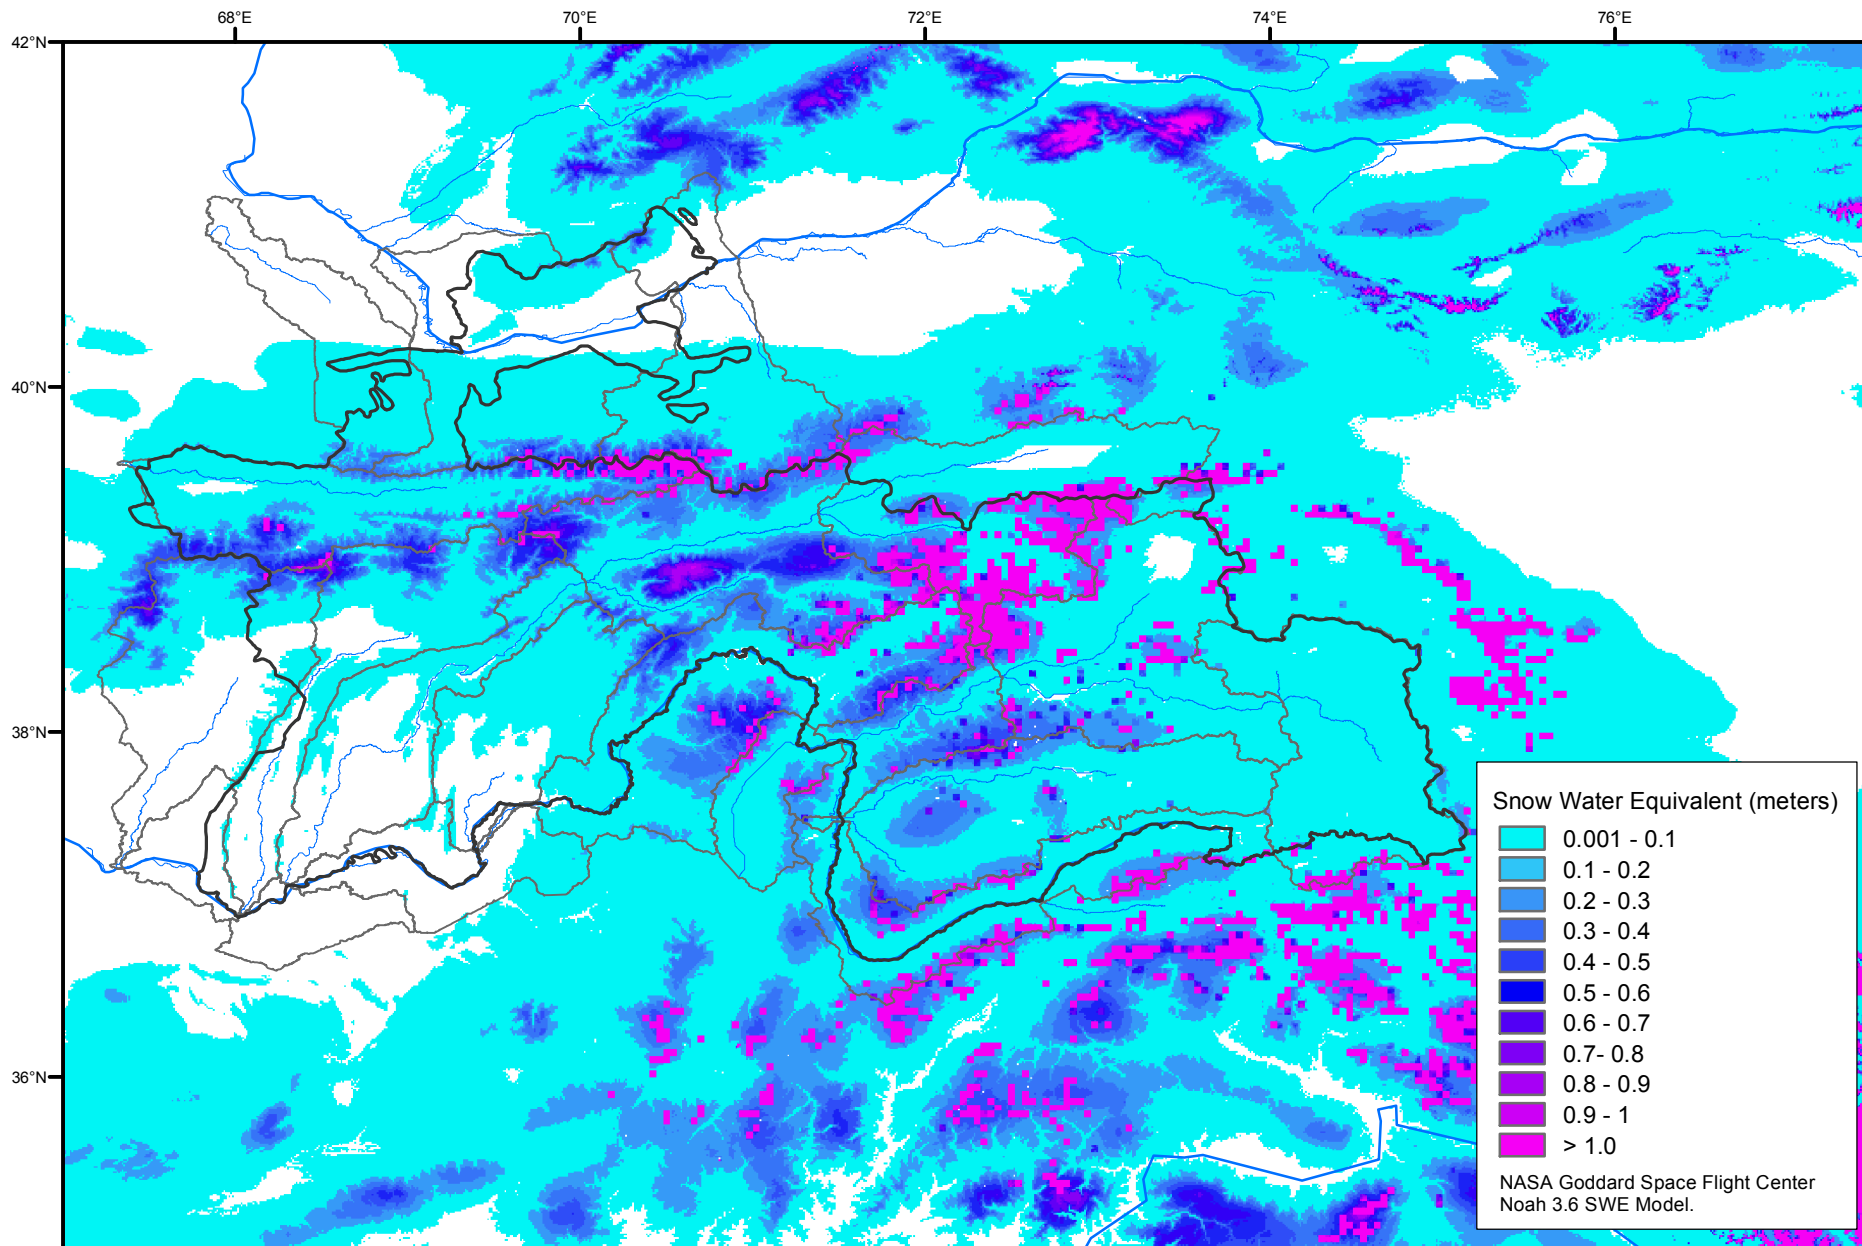 68°E
70°E
72°E
74°E
76°E
42°N
40°N
38°N
36°N
Snow Water Equivalent (meters)
0.001 - 0.1
0.1 - 0.2
0.2 - 0.3
0.3 - 0.4
0.4 - 0.5
0.5 - 0.6
0.6 - 0.7
0.7- 0.8
0.8 - 0.9
0.9 - 1
> 1.0
NASA Goddard Space Flight Center
Noah 3.6 SWE Model.